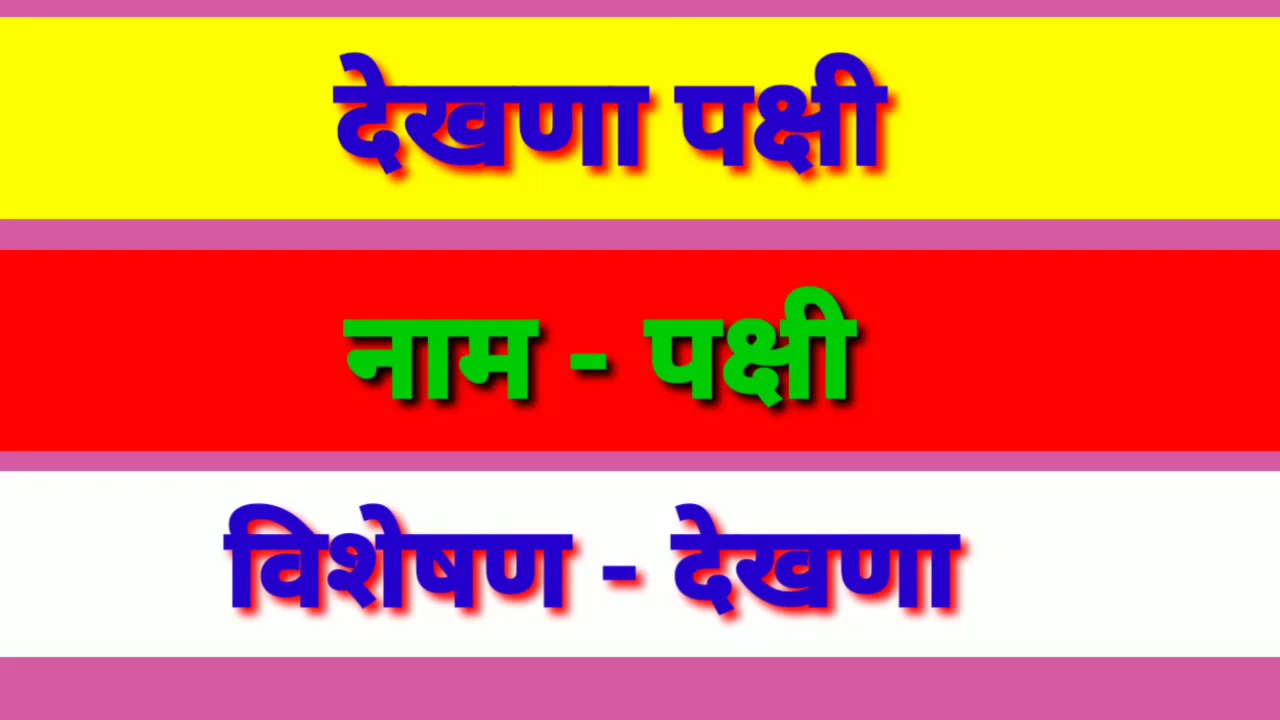 देखणा पक्षी
नाम - पक्षी
विशेषण - देखणा